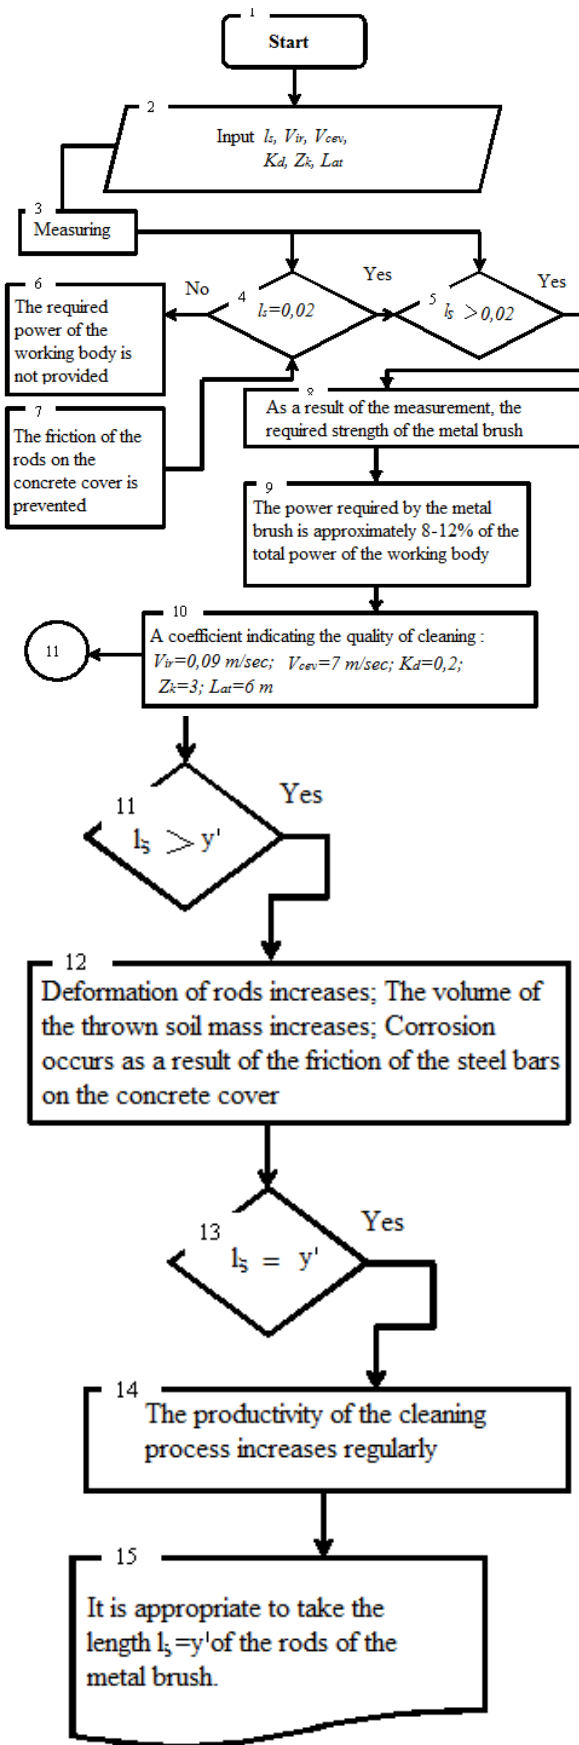 1
Start
2
Input ls, Vir, Vcev,
Kd, Zk, Lat
3
Measuring
6
No
4
ls=0,02
Yes
5
ls >0,02
Yes
The required
power of the
working body is
not provided
7
The friction of the
rods on the
concrete cover is
prevented
8
As a result of the measurement, the
required strength of the metal brush
9
The power required by the metal
brush is approximately 8-12% of the
total power of the working body
10
A coefficient indicating the quality of cleaning :
Vir=0,09 m/sec; Vcev=7 m/sec; Kd=0,2;
Zk=3; Lat=6 m
11
11
lξ > y'
Yes
12
Deformation of rods increases; The volume of
the thrown soil mass increases; Corrosion
occurs as a result of the friction of the steel bars
on the concrete cover
13
lξ = y'
Yes
14
The productivity of the cleaning
process increases regularly
15
It is appropriate to take the
length lξ=y'of the rods of the
metal brush.